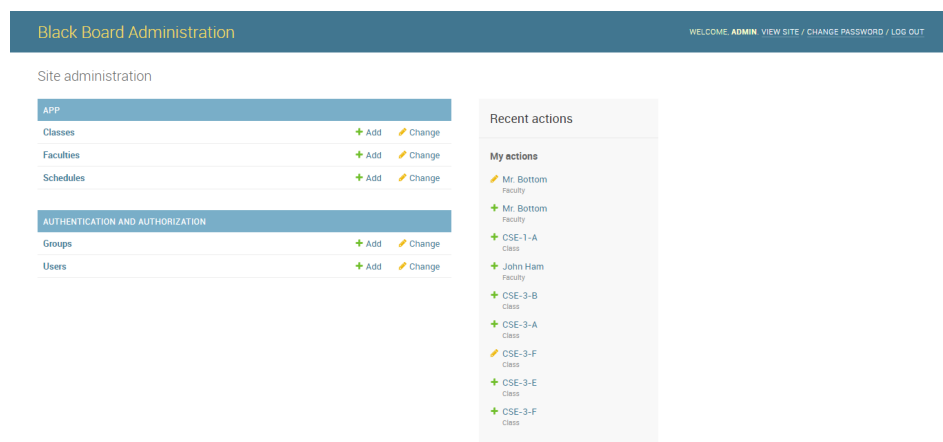 Black Board Administration
WELCOME, ADMIN. VIEW SITE / CHANGE PASSWORD / LOG OUT
Site administration
APP
Classes Add Change
Faculties Add Change
Schedules Add Change
AUTHENTICATION AND AUTHORIZATION
Groups Add Change
Users Add Change
Recent actions
My actions
Mr. Bottom
Faculty
Mr. Bottom
Faculty
CSE-1-A
Class
John Ham
Faculty
CSE-3-B
Class
CSE-3-A
Class
CSE-3-F
Class
CSE-3-E
Class
CSE-3-F
Class